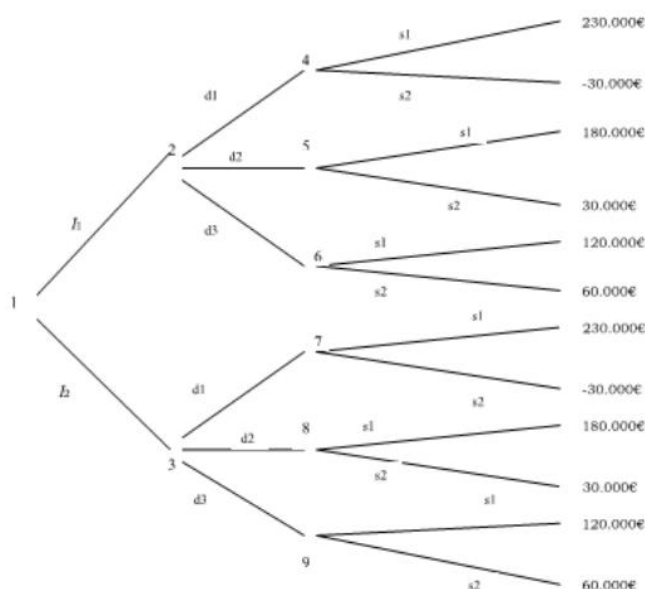 230.000€
s1
4
-30.000€
s2
d1
180.000€
s1
5
2
d2
30.000€
s2
d3
120.000€
s1
6
I1
60.000€
s2
1
230.000€
s1
7
-30.000€
d1
I2
s2
180.000€
s1
8
d2
3
s2
30.000€
d3
s1
120.000€
9
s2
60.000€